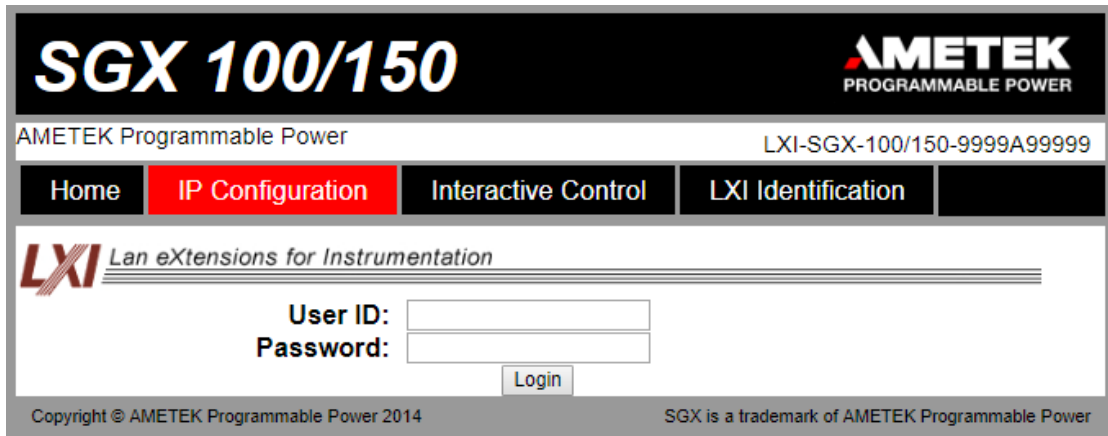 SGX 100/150
AMETEK
PROGRAMMABLE POWER
AMETEK Programmable Power
LXI-SGX-100/150-9999A99999
Home IP Configuration Interactive Control LXI Identification
LXI Lan eXtensions for Instrumentation
User ID:
Password:
Login
Copyright © AMETEK Programmable Power 2014
SGX is a trademark of AMETEK Programmable Power